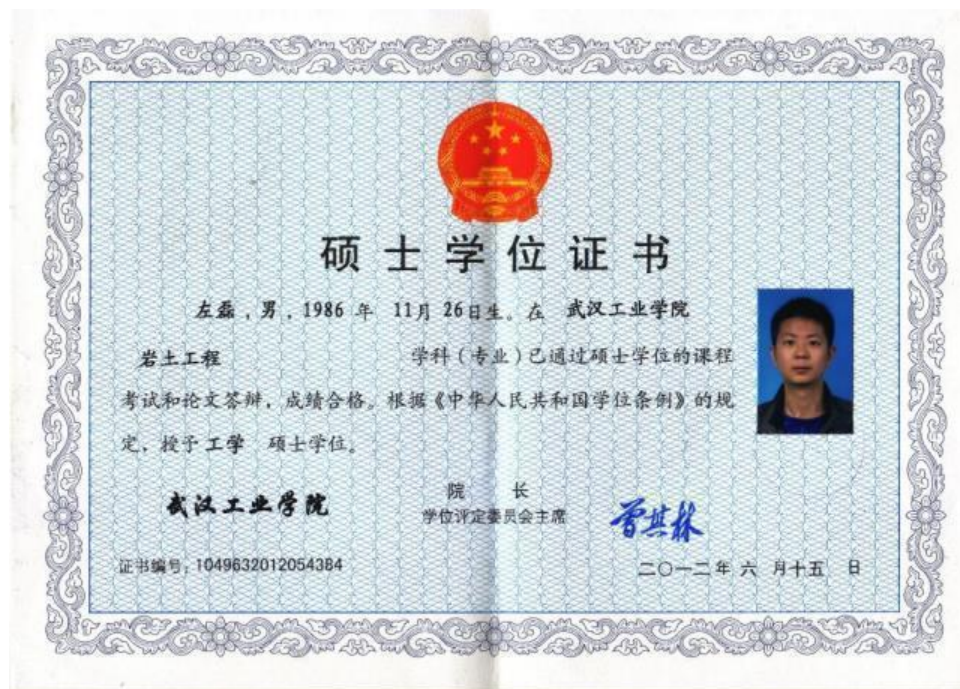 硕士学位证书
左磊，男，1986 年 11月 26日生。在 武汉工业学院
岩土工程 学科（专业）已通过硕士学位的课程
考试和论文答辩，成绩合格。根据《中华人民共和国学位条例》的规
定，授予 工学 硕士学位。
武汉工业学院
院 长
学位评定委员会主席
曾其林
证书编号：1049632012054384
二〇一二年 六 月十五 日